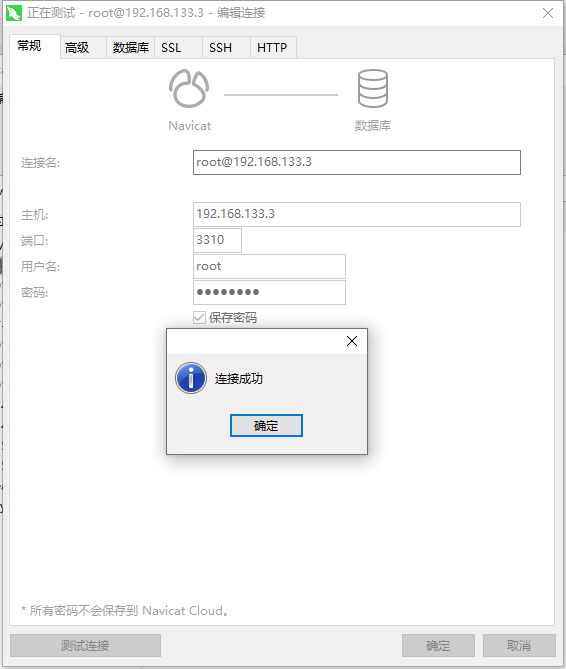 正在测试 - root@192.168.133.3 - 编辑连接
常规 高级 数据库 SSL SSH HTTP
Navicat 数据库
连接名: root@192.168.133.3
主机: 192.168.133.3
端口: 3310
用户名: root
密码: ●●●●●●●●
保存密码
连接成功
确定
* 所有密码不会保存到 Navicat Cloud。
测试连接 确定 取消